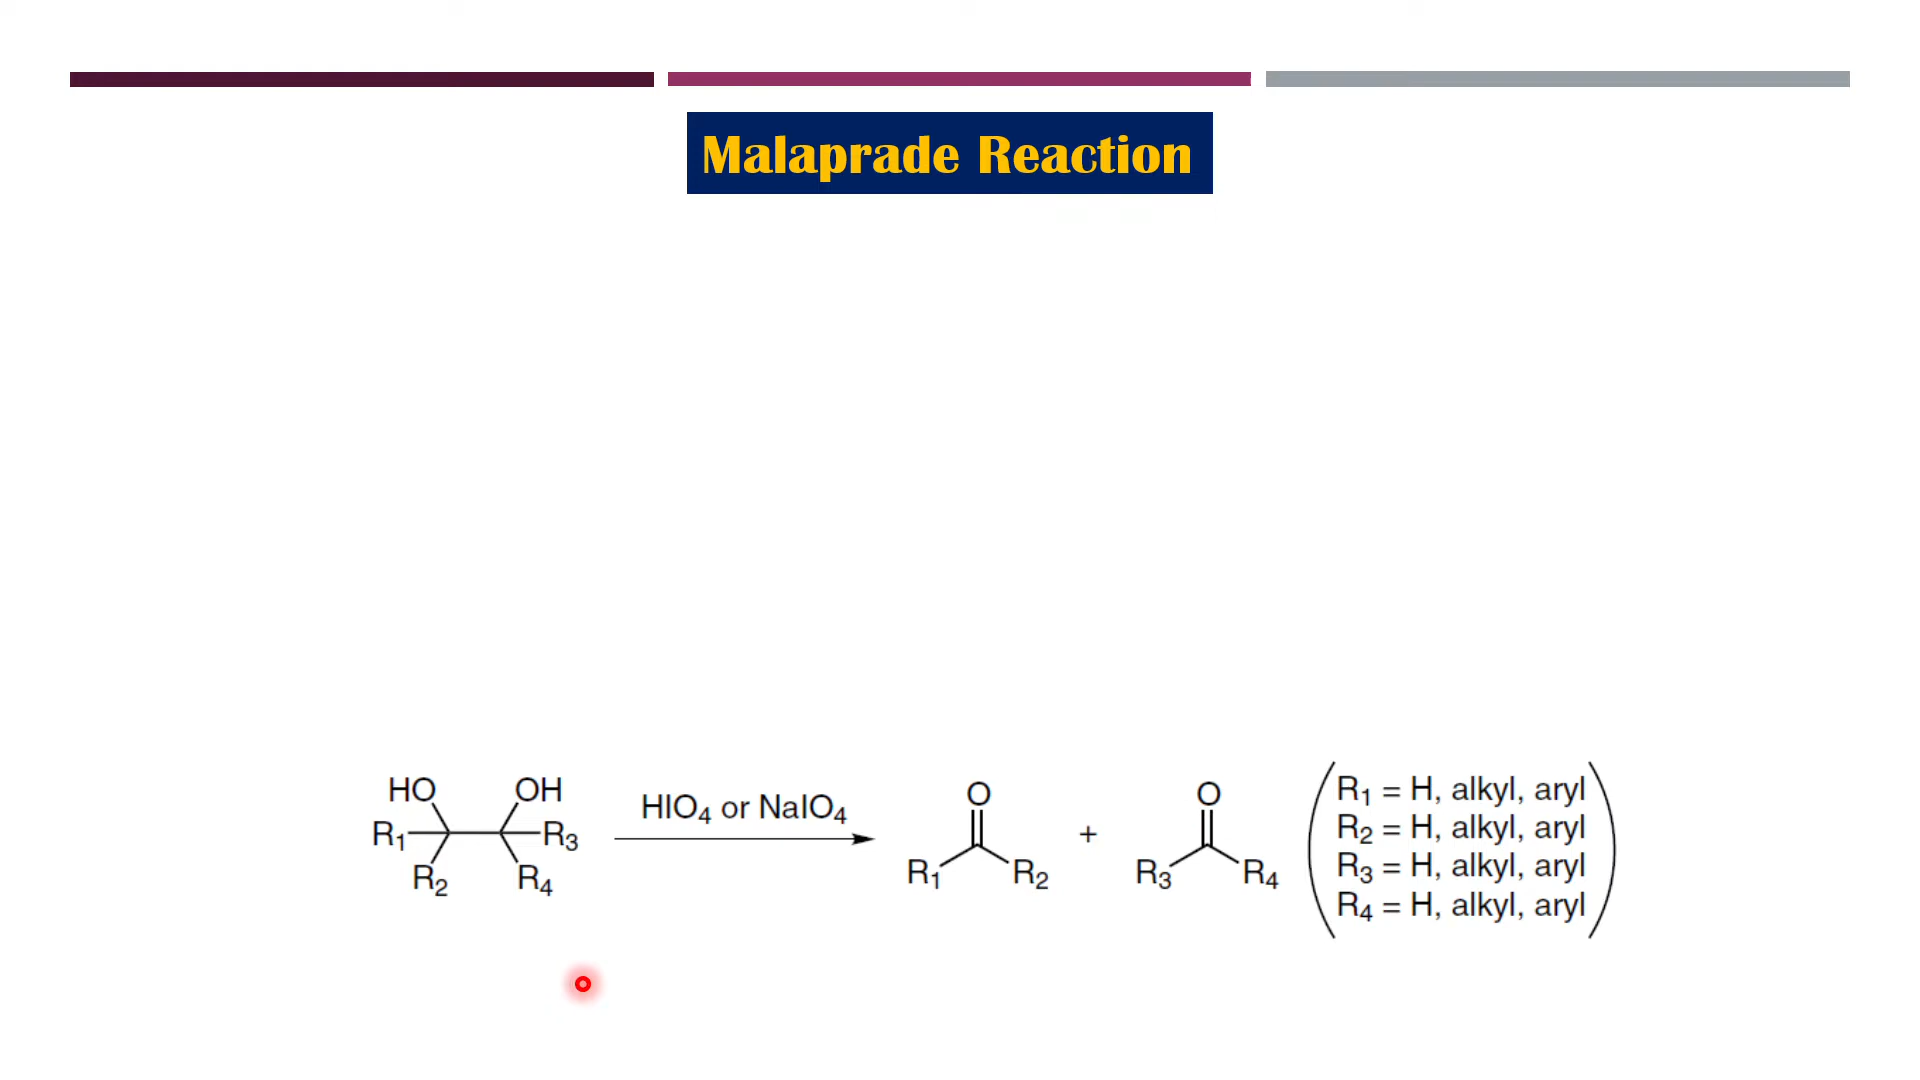 Malaprade Reaction
HO OH
R1 R3
R2 R4
HIO4 or NaIO4
O
R1 R2
+
O
R3 R4
R1 = H, alkyl, aryl
R2 = H, alkyl, aryl
R3 = H, alkyl, aryl
R4 = H, alkyl, aryl